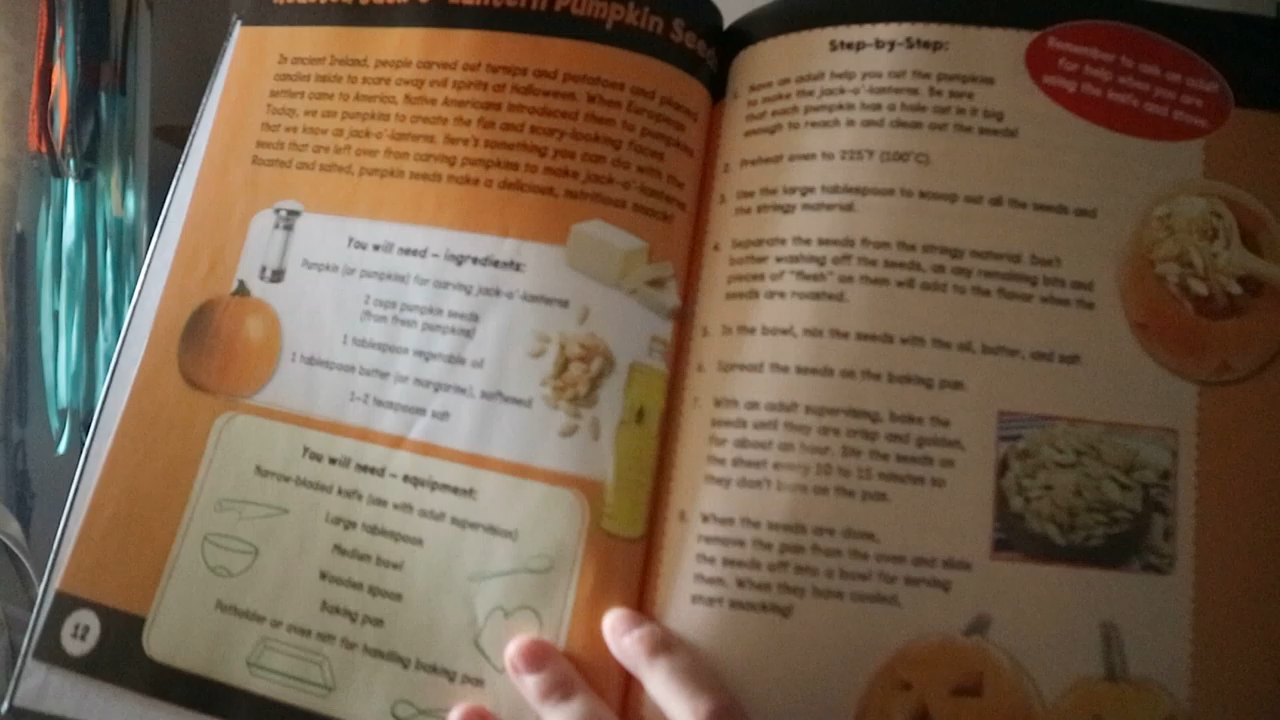 Jack-o'-Lantern Pumpkin Seeds
In ancient Ireland, people carved out turnips and potatoes and placed
candles inside to scare away evil spirits at Halloween. When European
settlers came to America, Native Americans introduced them to pumpkins.
Today, we use pumpkins to create the fun and scary-looking faces
that we know as jack-o'-lanterns. Here's something you can do with the
seeds that are left over from carving pumpkins to make jack-o'-lanterns.
Roasted and salted, pumpkin seeds make a delicious, nutritious snack!
You will need – ingredients:
Pumpkin (or pumpkins) for carving jack-o'-lanterns
2 cups pumpkin seeds
(from fresh pumpkins)
1 tablespoon vegetable oil
1 tablespoon butter (or margarine), softened
1–2 teaspoons salt
You will need – equipment:
Narrow-bladed knife (use with adult supervision)
Large tablespoon
Medium bowl
Wooden spoon
Baking pan
Potholder or oven mitt for handling baking pan
12
Step-by-Step:
Remember to ask an adult
for help when you are
using the knife and stove.
1. Have an adult help you cut the pumpkins
to make the jack-o'-lanterns. Be sure
that each pumpkin has a hole cut in it big
enough to reach in and clean out the seeds!
2. Preheat oven to 225°F (100°C).
3. Use the large tablespoon to scoop out all the seeds and
the stringy material.
4. Separate the seeds from the stringy material. Don't
bother washing off the seeds, as any remaining bits and
pieces of "flesh" on them will add to the flavor when the
seeds are roasted.
5. In the bowl, mix the seeds with the oil, butter, and salt.
6. Spread the seeds on the baking pan.
7. With an adult supervising, bake the
seeds until they are crisp and golden,
for about an hour. Stir the seeds on
the sheet every 10 to 15 minutes so
they don't burn on the pan.
8. When the seeds are done,
remove the pan from the oven and slide
the seeds off into a bowl for serving
them. When they have cooled,
start snacking!